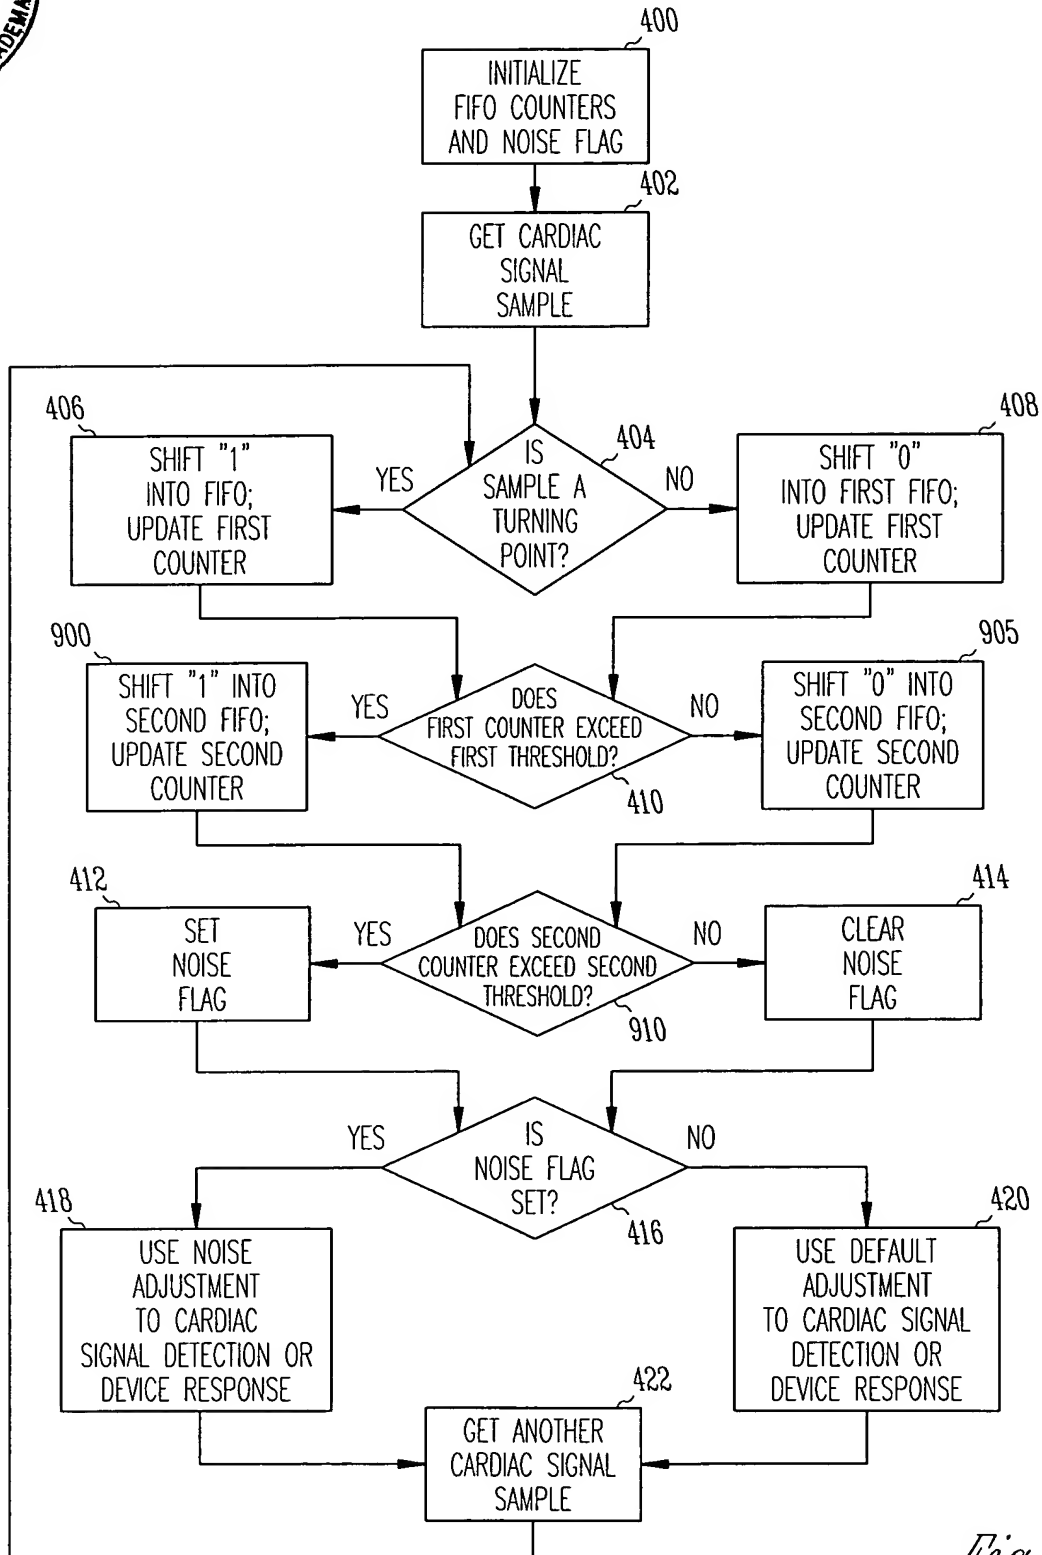 400
INITIALIZE
FIFO COUNTERS
AND NOISE FLAG
402
GET CARDIAC
SIGNAL
SAMPLE
406
SHIFT "1"
INTO FIFO;
UPDATE FIRST
COUNTER
YES
IS
SAMPLE A
TURNING
POINT?
404
NO
408
SHIFT "0"
INTO FIRST FIFO;
UPDATE FIRST
COUNTER
900
SHIFT "1" INTO
SECOND FIFO;
UPDATE SECOND
COUNTER
YES
DOES
FIRST COUNTER EXCEED
FIRST THRESHOLD?
410
NO
905
SHIFT "0" INTO
SECOND FIFO;
UPDATE SECOND
COUNTER
412
SET
NOISE
FLAG
YES
DOES SECOND
COUNTER EXCEED SECOND
THRESHOLD?
910
NO
414
CLEAR
NOISE
FLAG
YES
IS
NOISE FLAG
SET?
416
NO
418
USE NOISE
ADJUSTMENT
TO CARDIAC
SIGNAL DETECTION OR
DEVICE RESPONSE
420
USE DEFAULT
ADJUSTMENT
TO CARDIAC SIGNAL
DETECTION OR
DEVICE RESPONSE
422
GET ANOTHER
CARDIAC SIGNAL
SAMPLE